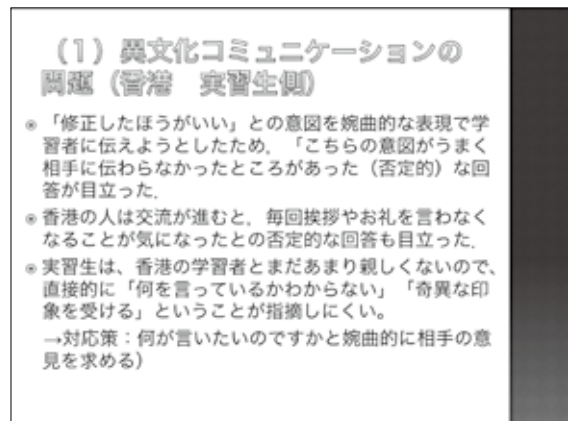 （1）異文化コミュニケーションの
問題（香港　実習生側）
「修正したほうがいい」との意図を婉曲的な表現で学
習者に伝えようとしたため，「こちらの意図がうまく
相手に伝わらなかったところがあった（否定的）な回
答が目立った．
香港の人は交流が進むと，毎回挨拶やお礼を言わなく
なることが気になったとの否定的な回答も目立った．
実習生は、香港の学習者とまだあまり親しくないので、
直接的に「何を言っているかわからない」「奇異な印
象を受ける」ということが指摘しにくい。
→対応策：何が言いたいのですかと婉曲的に相手の意
見を求める）